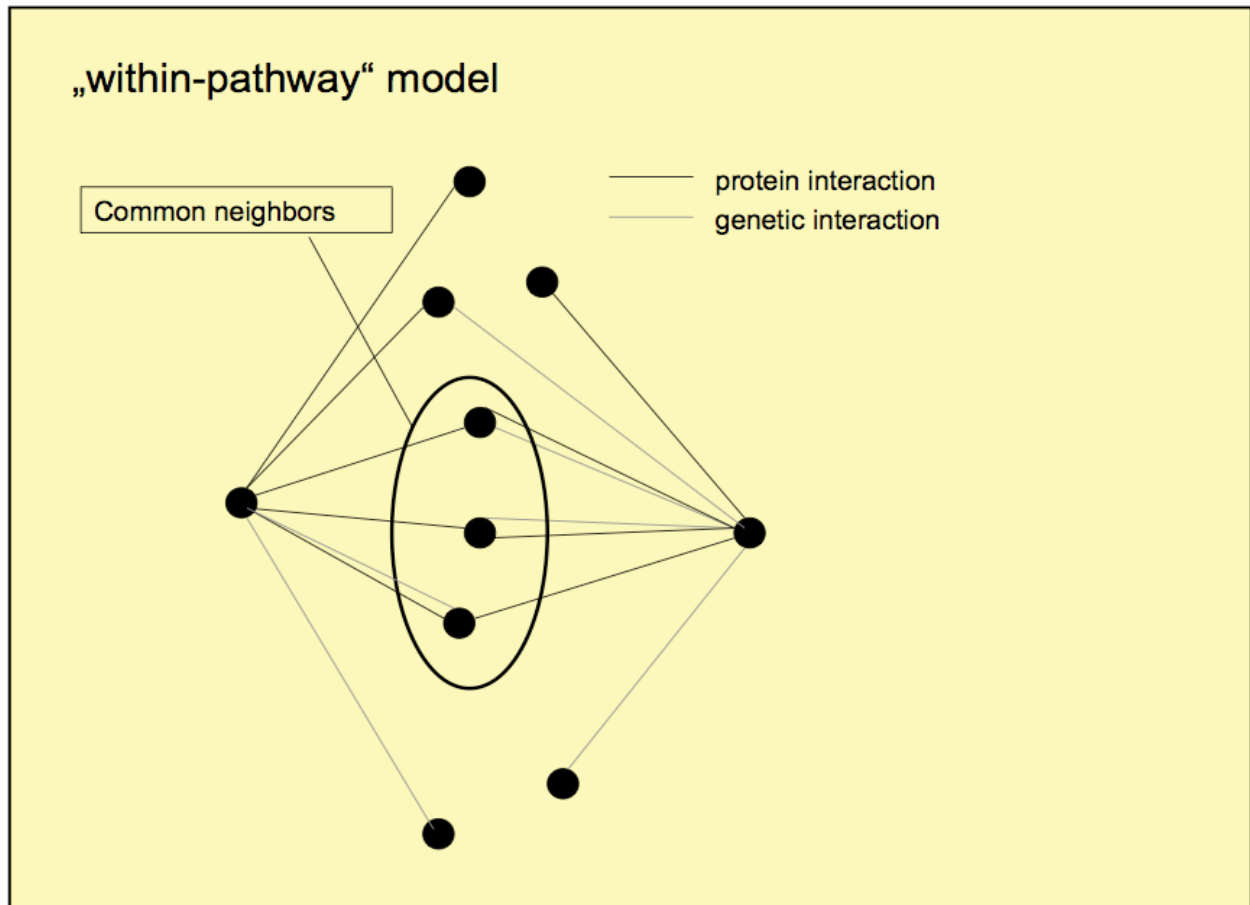 „within-pathway“ model
Common neighbors
protein interaction
genetic interaction